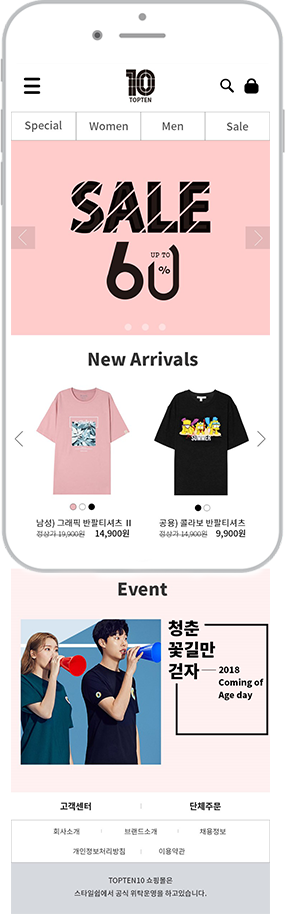 10
TOPTEN
Special Women Men Sale
SALE
UP TO
60 %
New Arrivals
SUMMER
남성) 그래픽 반팔티셔츠 II
정상가 19,900원 14,900원
공용) 콜라보 반팔티셔츠
정상가 14,900원 9,900원
Event
청춘
꽃길만
걷자
2018
Coming of
Age day
고객센터 단체주문
회사소개 브랜드소개 채용정보
개인정보처리방침 이용약관
TOPTEN10 쇼핑몰은
스타일쉽에서 공식 위탁운영을 하고있습니다.